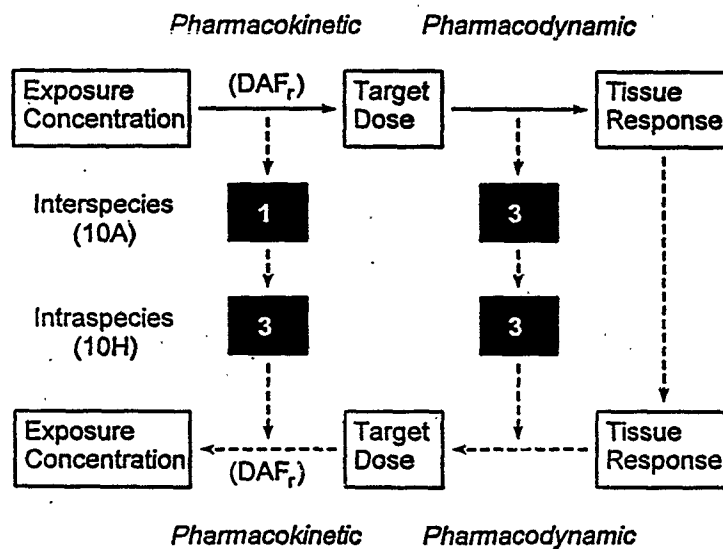 Pharmacokinetic Pharmacodynamic
Exposure
Concentration
(DAFr)
Target
Dose
Tissue
Response
Interspecies
(10A)
1
3
Intraspecies
(10H)
3
3
Exposure
Concentration
(DAFr)
Target
Dose
Tissue
Response
Pharmacokinetic Pharmacodynamic